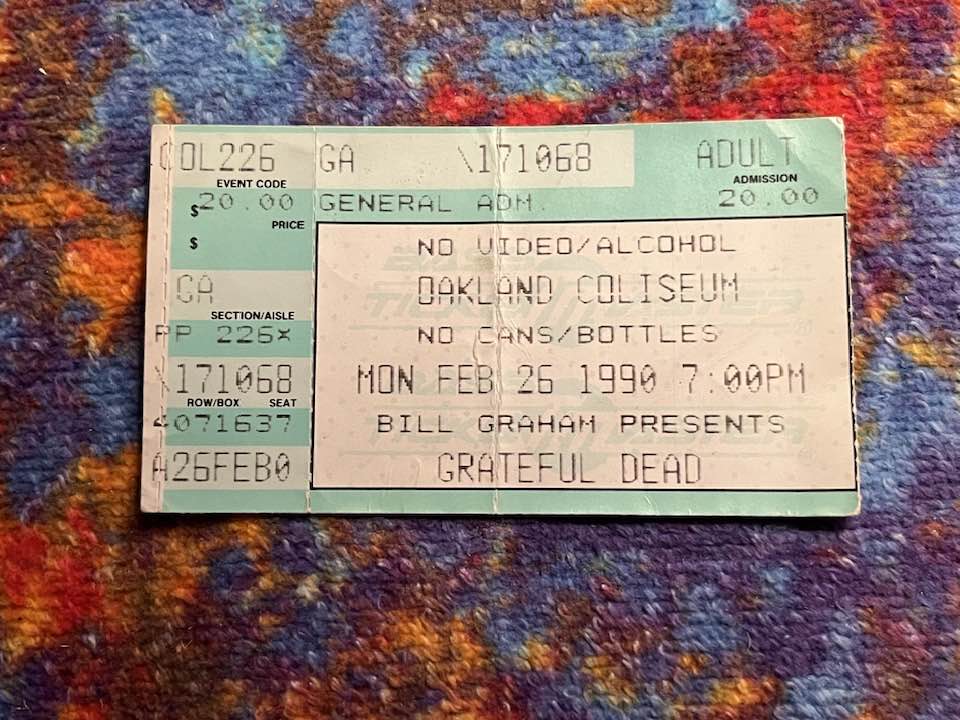 COL226 GA \171068 ADULT
EVENT CODE ADMISSION
$20.00 GENERAL ADM. 20.00
PRICE
$
NO VIDEO/ALCOHOL
GA OAKLAND COLISEUM
SECTION/AISLE
PP 226X NO CANS/BOTTLES
\171068 MON FEB 26 1990 7:00PM
ROW/BOX SEAT
4071637 BILL GRAHAM PRESENTS
A26FEB0 GRATEFUL DEAD